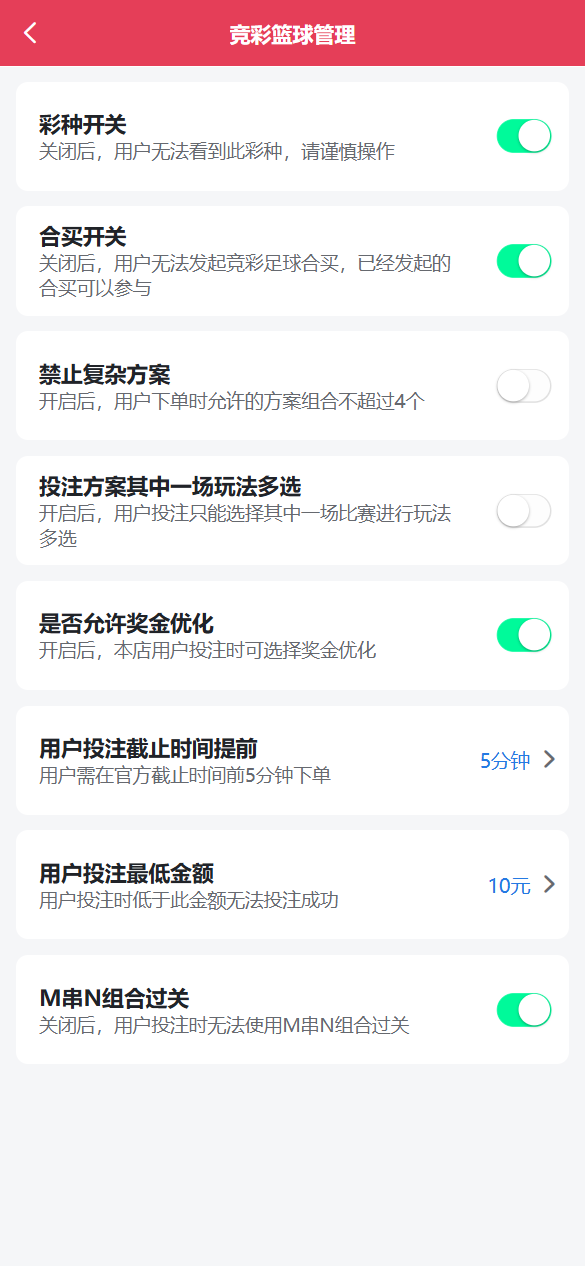 竞彩篮球管理
彩种开关
关闭后，用户无法看到此彩种，请谨慎操作
合买开关
关闭后，用户无法发起竞彩足球合买，已经发起的
合买可以参与
禁止复杂方案
开启后，用户下单时允许的方案组合不超过4个
投注方案其中一场玩法多选
开启后，用户投注只能选择其中一场比赛进行玩法
多选
是否允许奖金优化
开启后，本店用户投注时可选择奖金优化
用户投注截止时间提前
用户需在官方截止时间前5分钟下单
5分钟
用户投注最低金额
用户投注时低于此金额无法投注成功
10元
M串N组合过关
关闭后，用户投注时无法使用M串N组合过关